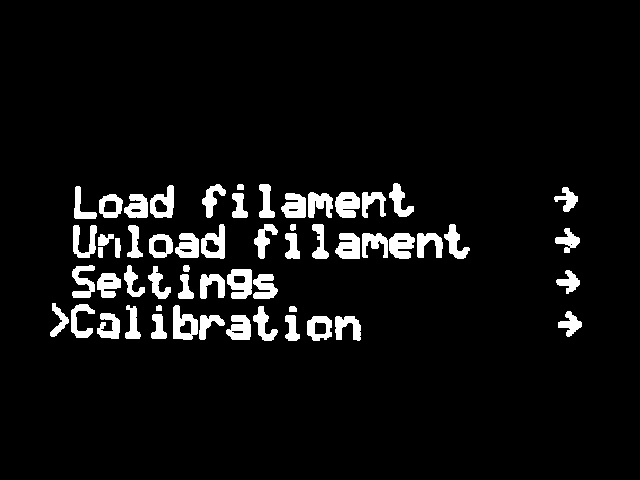 Load filament →
Unload filament →
Settings →
>Calibration →